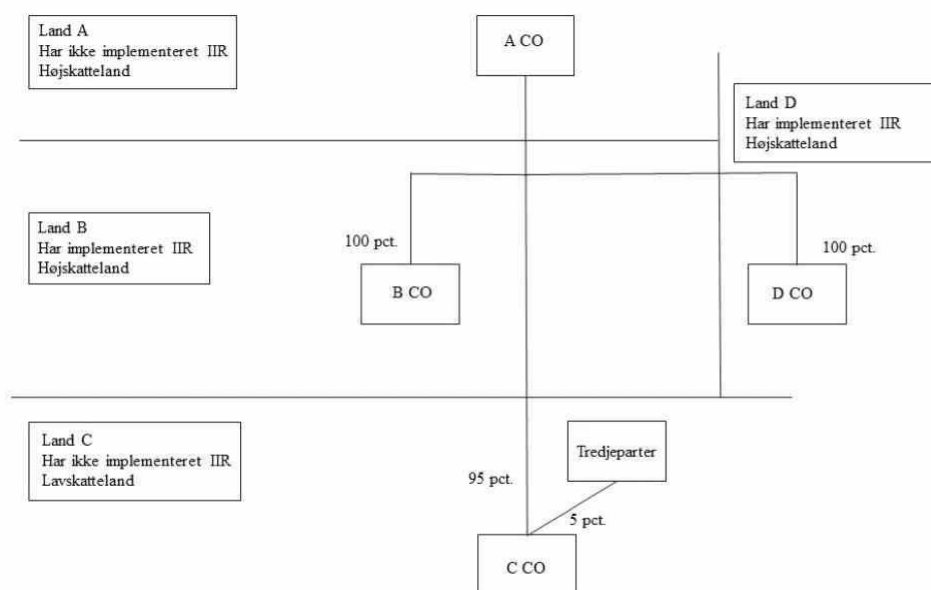 Land A
Har ikke implementeret IIR
Højskatteland
A CO
Land D
Har implementeret IIR
Højskatteland
Land B
Har implementeret IIR
Højskatteland
100 pct.
100 pct.
B CO
D CO
Land C
Har ikke implementeret IIR
Lavskatteland
Tredjeparter
95 pct.
5 pct.
C CO